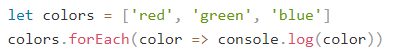 let colors = ['red', 'green', 'blue']
colors.forEach(color => console.log(color))